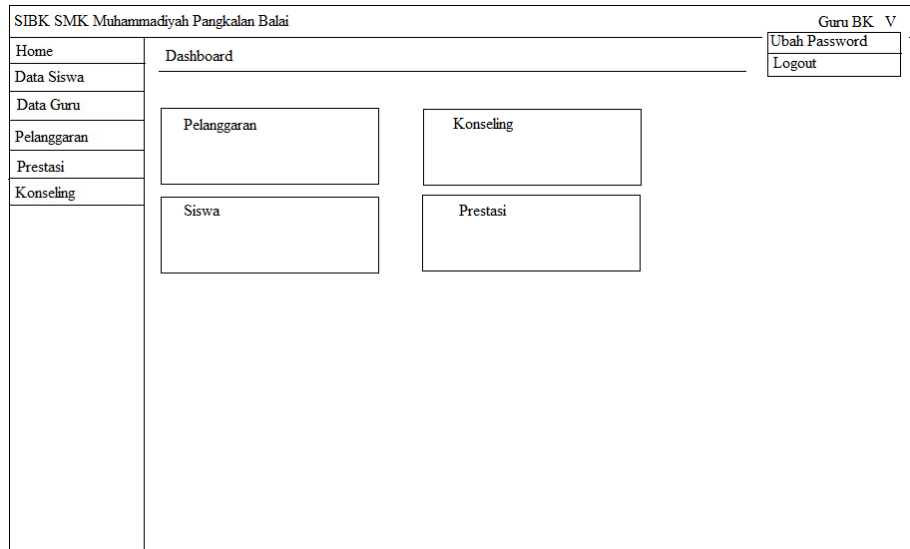 SIBK SMK Muhammadiyah Pangkalan Balai
Guru BK V
Ubah Password
Logout
Home
Data Siswa
Data Guru
Pelanggaran
Prestasi
Konseling
Dashboard
Pelanggaran
Konseling
Siswa
Prestasi